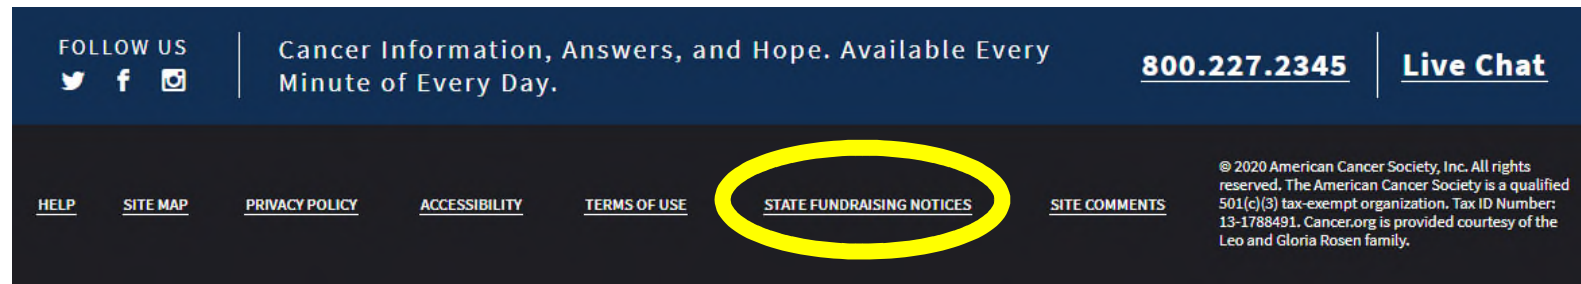 FOLLOW US
Cancer Information, Answers, and Hope. Available Every
Minute of Every Day.
800.227.2345
Live Chat
HELP
SITE MAP
PRIVACY POLICY
ACCESSIBILITY
TERMS OF USE
STATE FUNDRAISING NOTICES
SITE COMMENTS
© 2020 American Cancer Society, Inc. All rights
reserved. The American Cancer Society is a qualified
501(c)(3) tax-exempt organization. Tax ID Number:
13-1788491. Cancer.org is provided courtesy of the
Leo and Gloria Rosen family.